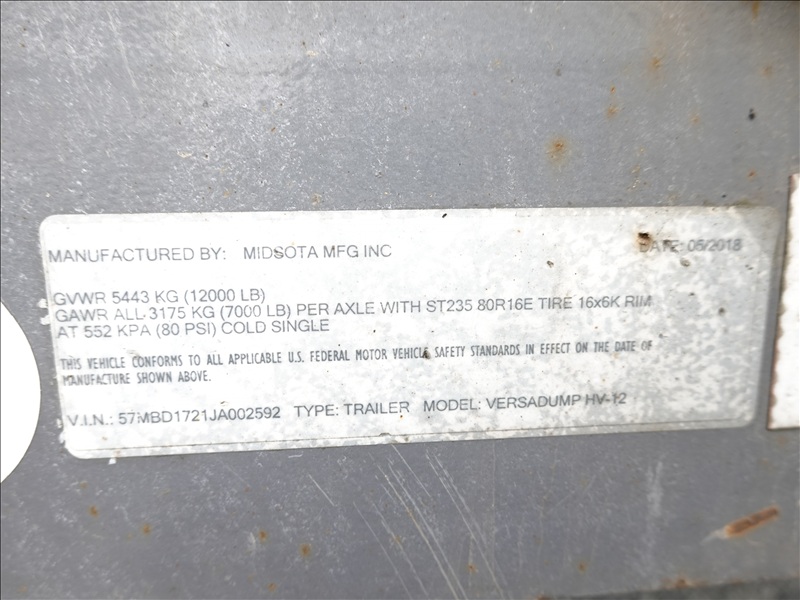 MANUFACTURED BY: MIDSOTA MFG INC DATE: 05/2018
GVWR 5443 KG (12000 LB)
GAWR ALL 3175 KG (7000 LB) PER AXLE WITH ST235 80R16E TIRE 16x6K RIM
AT 552 KPA (80 PSI) COLD SINGLE
THIS VEHICLE CONFORMS TO ALL APPLICABLE U.S. FEDERAL MOTOR VEHICLE SAFETY STANDARDS IN EFFECT ON THE DATE OF
MANUFACTURE SHOWN ABOVE.
V.I.N.: 57MBD1721JA002592 TYPE: TRAILER MODEL: VERSADUMP HV-12